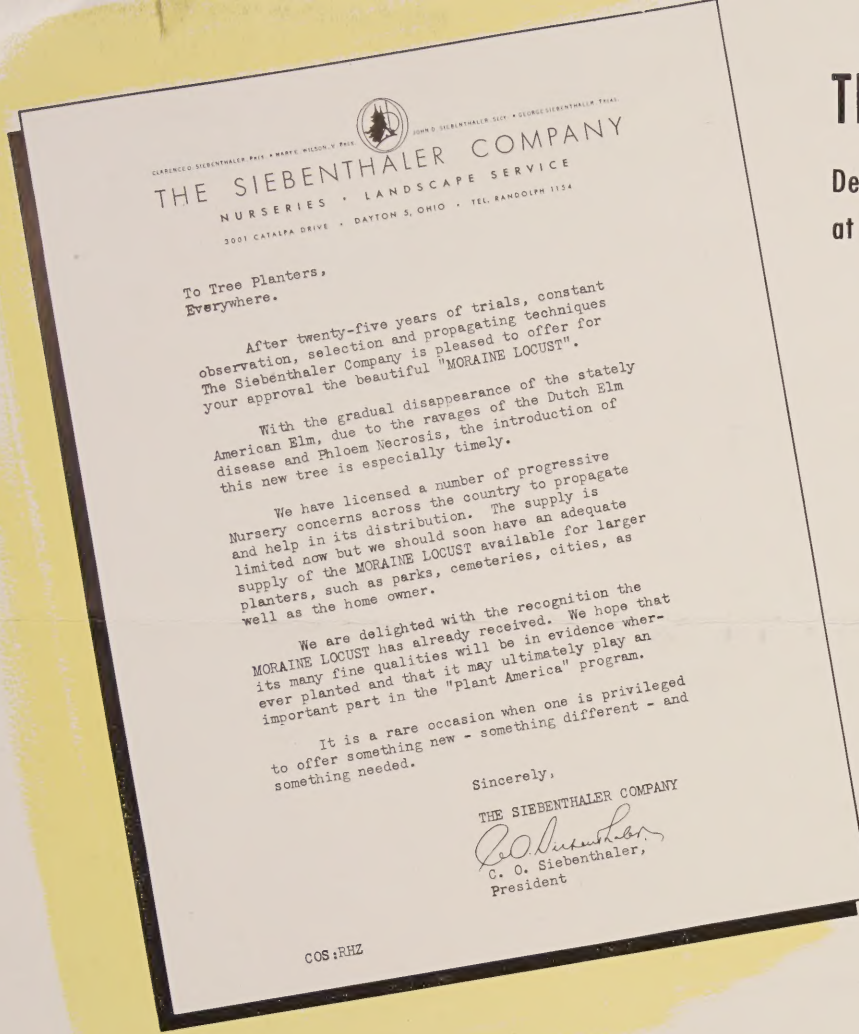 CLARENCE O. SIEBENTHALER, PRES. • MARY E. WILSON, V. PRES. JOHN D. SIEBENTHALER, SECY. • GEORGE SIEBENTHALER, TREAS.
THE SIEBENTHALER COMPANY
NURSERIES • LANDSCAPE SERVICE
3001 CATALPA DRIVE • DAYTON 5, OHIO • TEL. RANDOLPH 1154
To Tree Planters,
Everywhere.
After twenty-five years of trials, constant
observation, selection and propagating techniques
The Siebenthaler Company is pleased to offer for
your approval the beautiful "MORAINE LOCUST".
With the gradual disappearance of the stately
American Elm, due to the ravages of the Dutch Elm
disease and Phloem Necrosis, the introduction of
this new tree is especially timely.
We have licensed a number of progressive
Nursery concerns across the country to propagate
and help in its distribution. The supply is
limited now but we should soon have an adequate
supply of the MORAINE LOCUST available for larger
planters, such as parks, cemeteries, cities, as
well as the home owner.
We are delighted with the recognition the
MORAINE LOCUST has already received. We hope that
its many fine qualities will be in evidence wher-
ever planted and that it may ultimately play an
important part in the "Plant America" program.
It is a rare occasion when one is privileged
to offer something new - something different - and
something needed.
Sincerely,
THE SIEBENTHALER COMPANY
C. O. Siebenthaler
C. O. Siebenthaler,
President
COS:RHZ
De
at